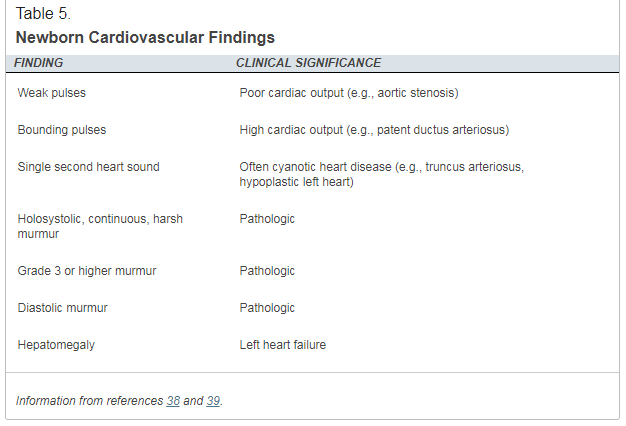 Table 5.
Newborn Cardiovascular Findings
FINDING CLINICAL SIGNIFICANCE
Weak pulses Poor cardiac output (e.g., aortic stenosis)
Bounding pulses High cardiac output (e.g., patent ductus arteriosus)
Single second heart sound Often cyanotic heart disease (e.g., truncus arteriosus,
hypoplastic left heart)
Holosystolic, continuous, harsh Pathologic
murmur
Grade 3 or higher murmur Pathologic
Diastolic murmur Pathologic
Hepatomegaly Left heart failure
Information from references 38 and 39.